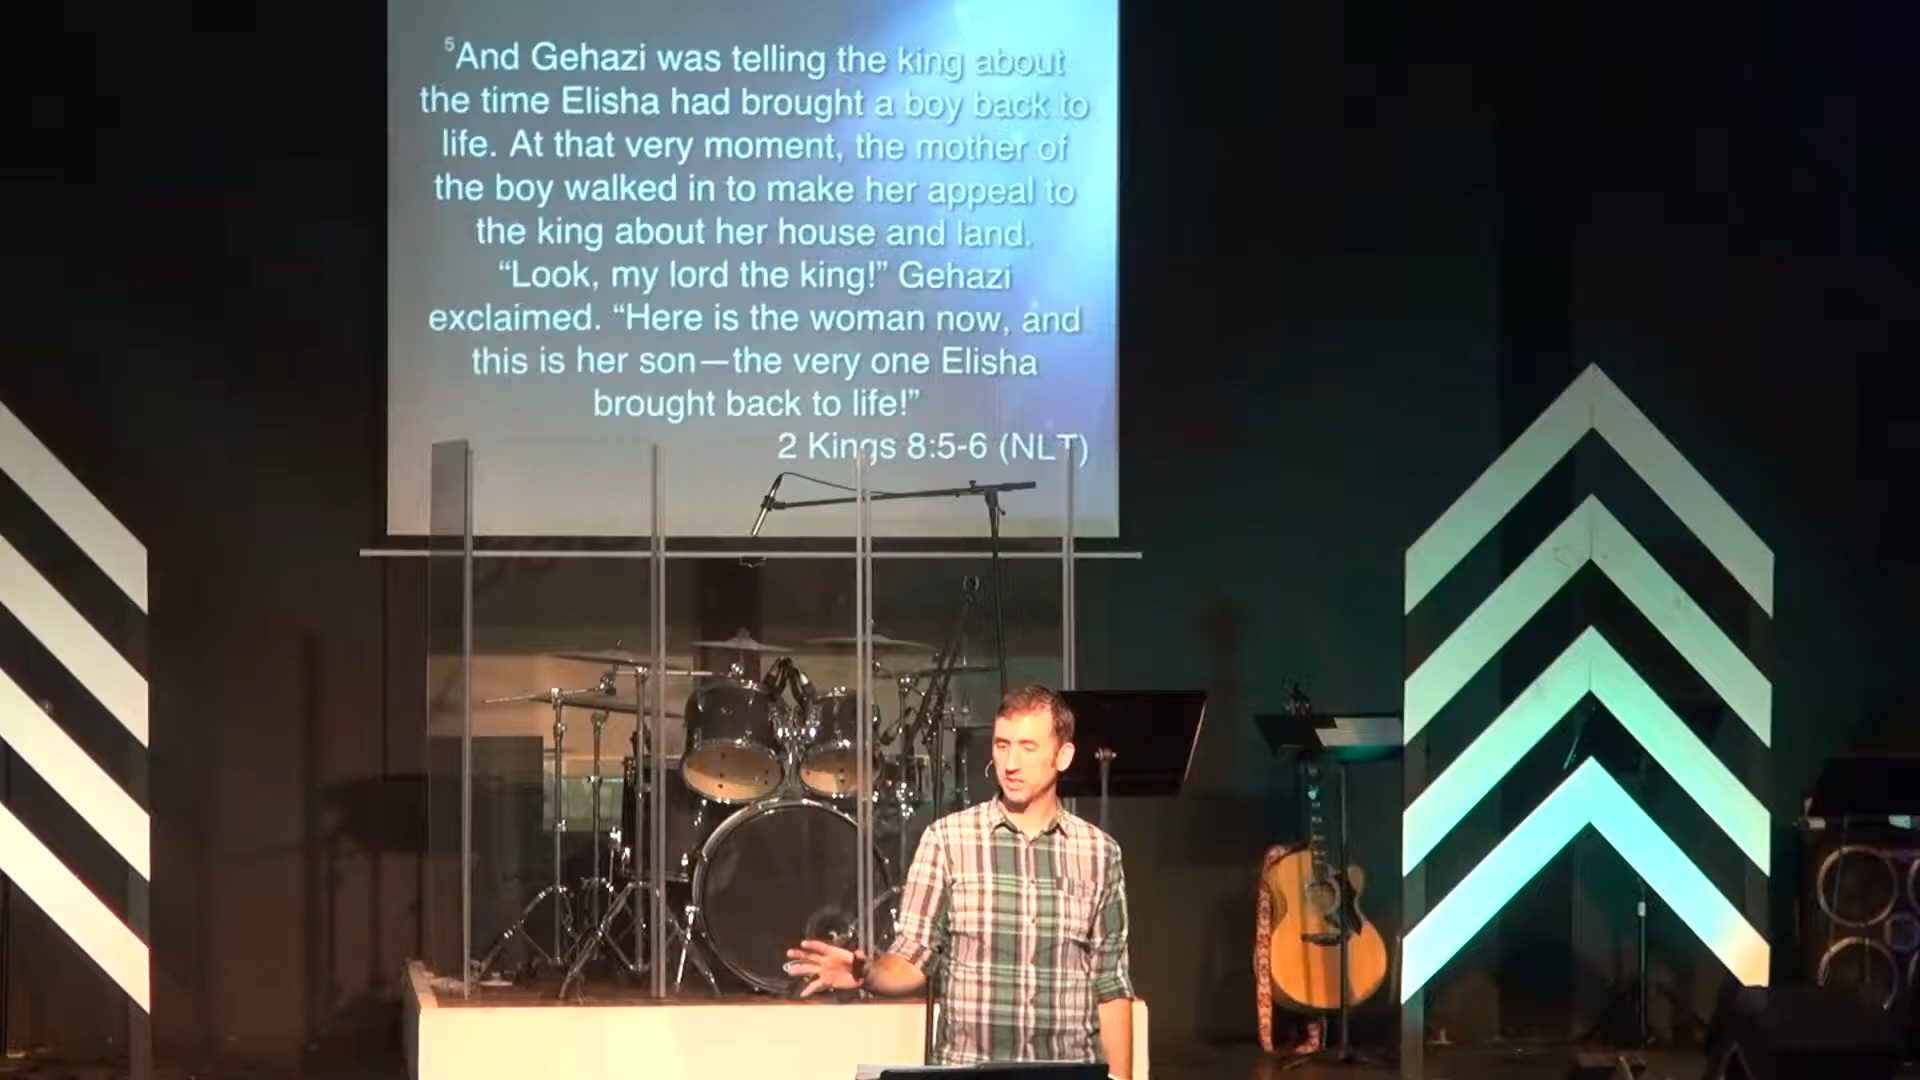 ⁵And Gehazi was telling the king about
the time Elisha had brought a boy back to
life. At that very moment, the mother of
the boy walked in to make her appeal to
the king about her house and land.
“Look, my lord the king!” Gehazi
exclaimed. “Here is the woman now, and
this is her son—the very one Elisha
brought back to life!”
2 Kings 8:5-6 (NLT)